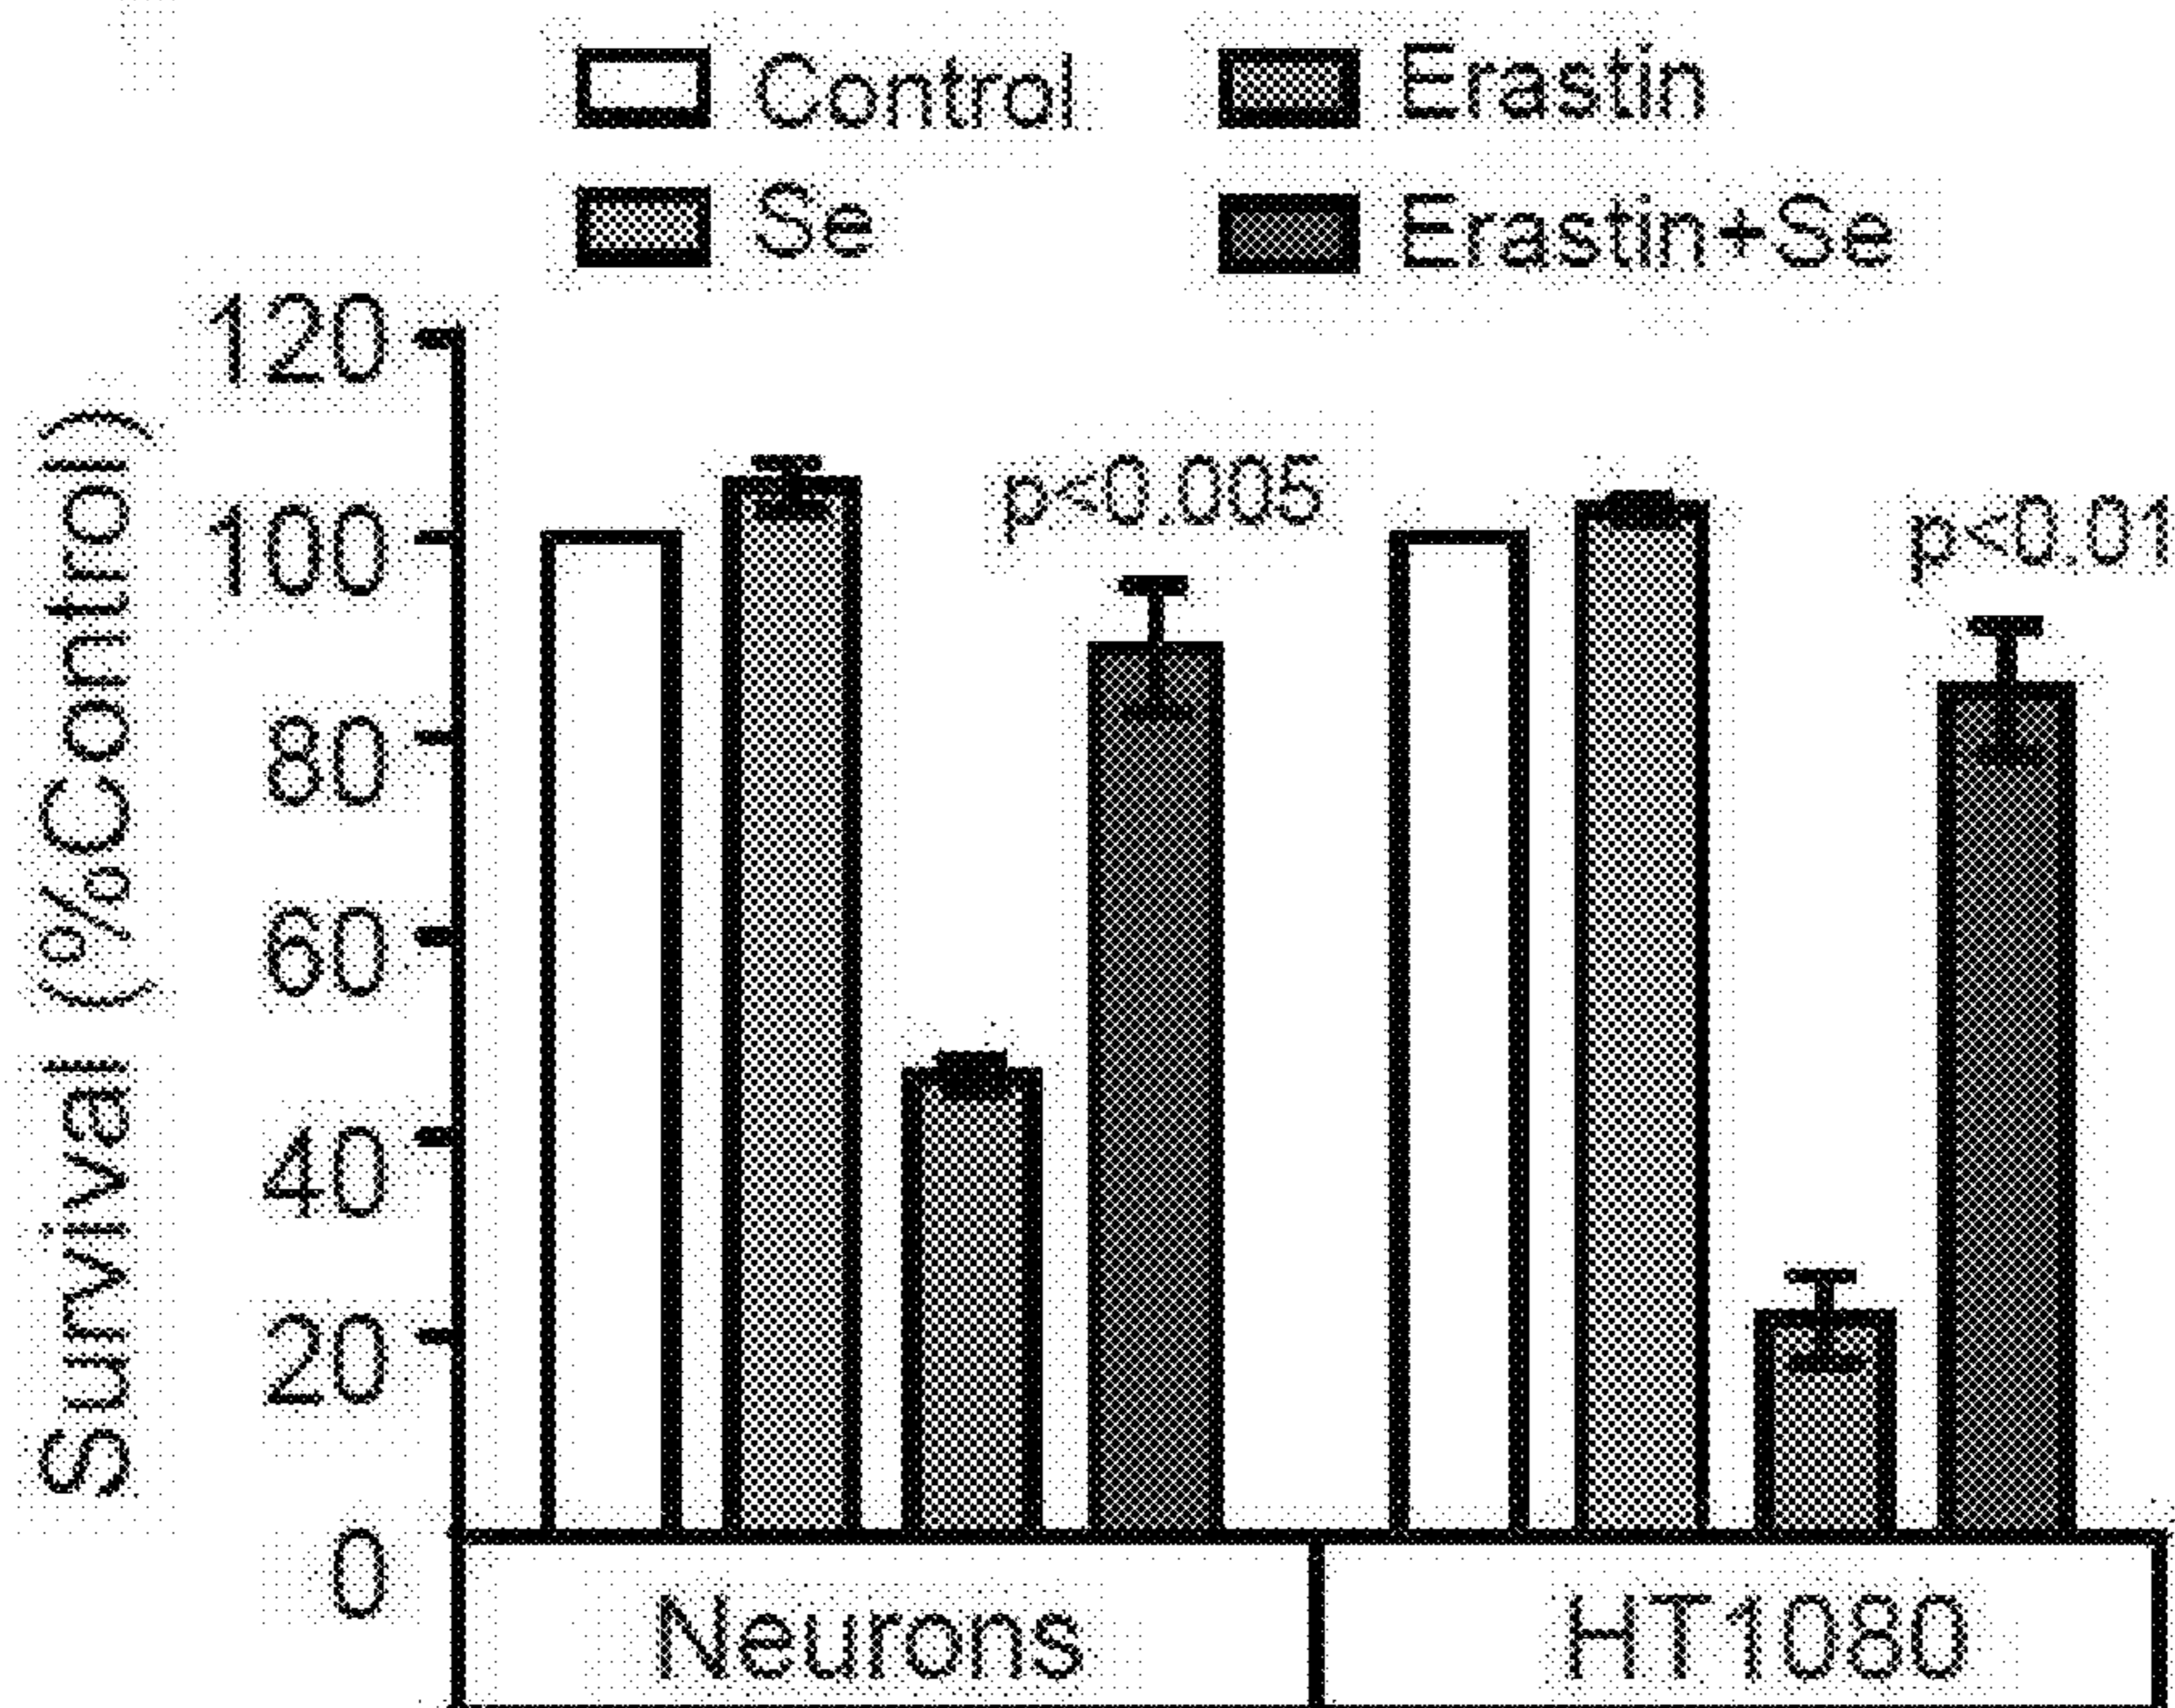 Control
Erastin
Se
Erastin+Se
Survival (%Control)
120
100
80
60
40
20
0
p<0.005
p<0.01
Neurons
HT1080